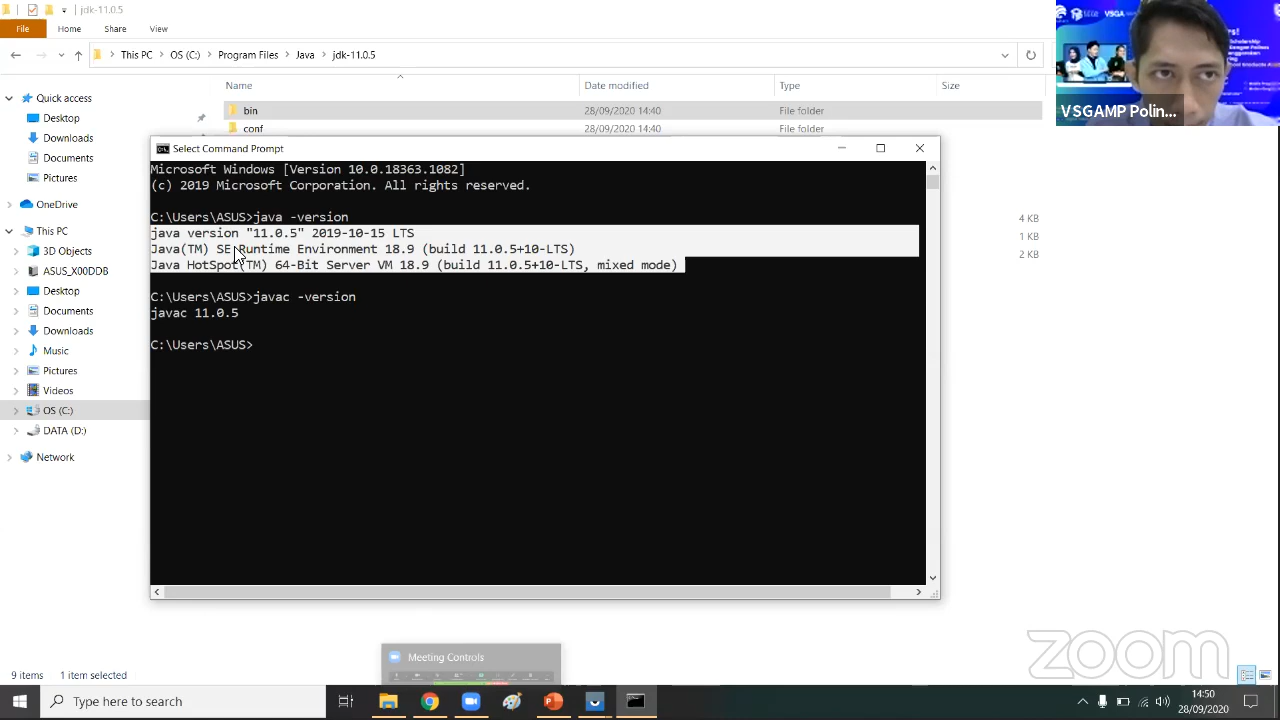 jdk-11.0.5
File
Home
Share
View
This PC
OS (C:)
Program Files
Java
jdk-11.0.5
Name
Date modified
Type
Size
bin
28/09/2020 14:40
File folder
conf
28/09/2020 14:40
File folder
4 KB
1 KB
2 KB
Quick access
Desktop
Downloads
Documents
Pictures
OneDrive
This PC
3D Objects
ASUS_X00DDB
Desktop
Documents
Downloads
Music
Pictures
Videos
OS (C:)
DATA (D:)
Network
Select Command Prompt
Microsoft Windows [Version 10.0.18363.1082]
(c) 2019 Microsoft Corporation. All rights reserved.
C:\Users\ASUS>java -version
java version "11.0.5" 2019-10-15 LTS
Java(TM) SE Runtime Environment 18.9 (build 11.0.5+10-LTS)
Java HotSpot(TM) 64-Bit Server VM 18.9 (build 11.0.5+10-LTS, mixed mode)
C:\Users\ASUS>javac -version
javac 11.0.5
C:\Users\ASUS>
VSGA
VSGAMP Polin...
Meeting Controls
zoom
9 items
1 item selected
Type here to search
14:50
28/09/2020